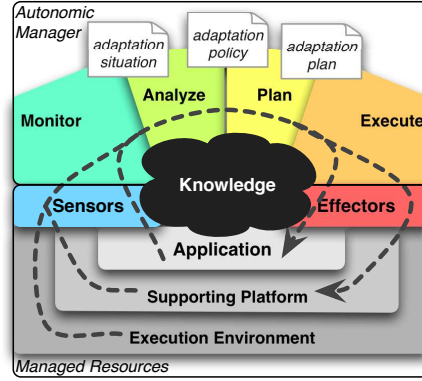 Autonomic
Manager
adaptation
situation
adaptation
policy
adaptation
plan
Monitor
Analyze
Plan
Execute
Knowledge
Sensors
Effectors
Application
Supporting Platform
Execution Environment
Managed Resources